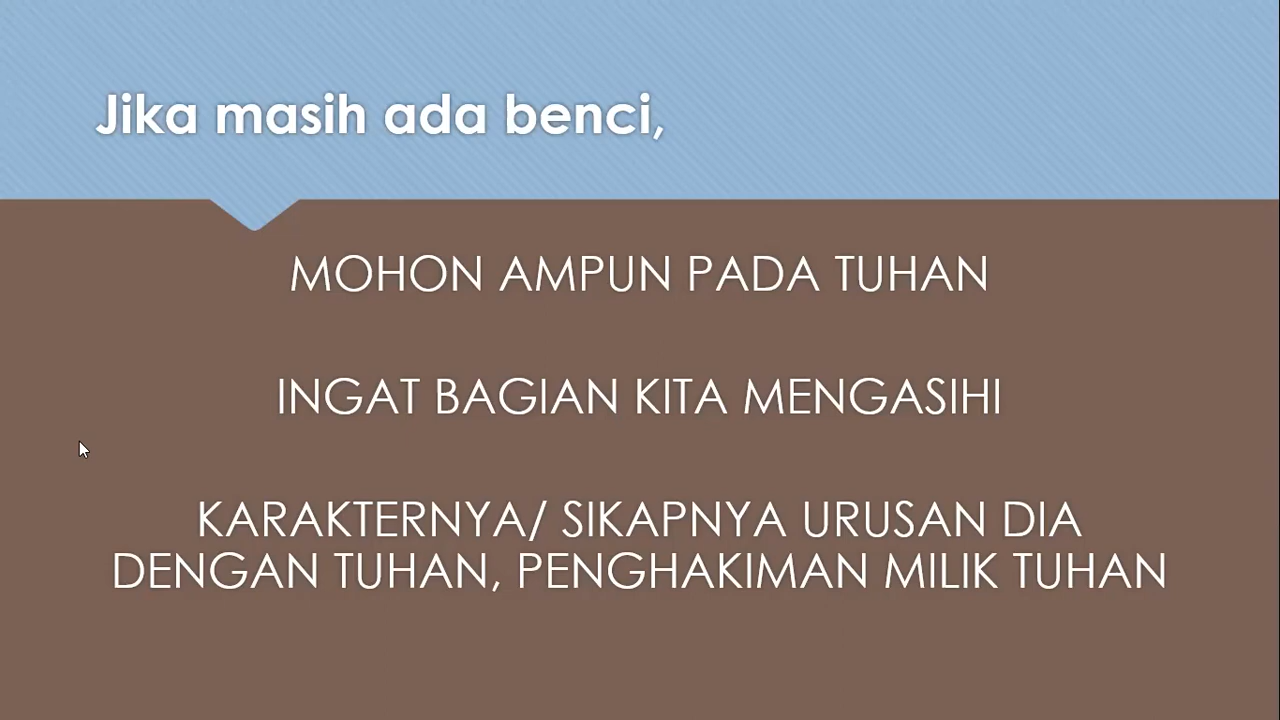 Jika masih ada benci,
MOHON AMPUN PADA TUHAN
INGAT BAGIAN KITA MENGASIHI
KARAKTERNYA/ SIKAPNYA URUSAN DIA
DENGAN TUHAN, PENGHAKIMAN MILIK TUHAN